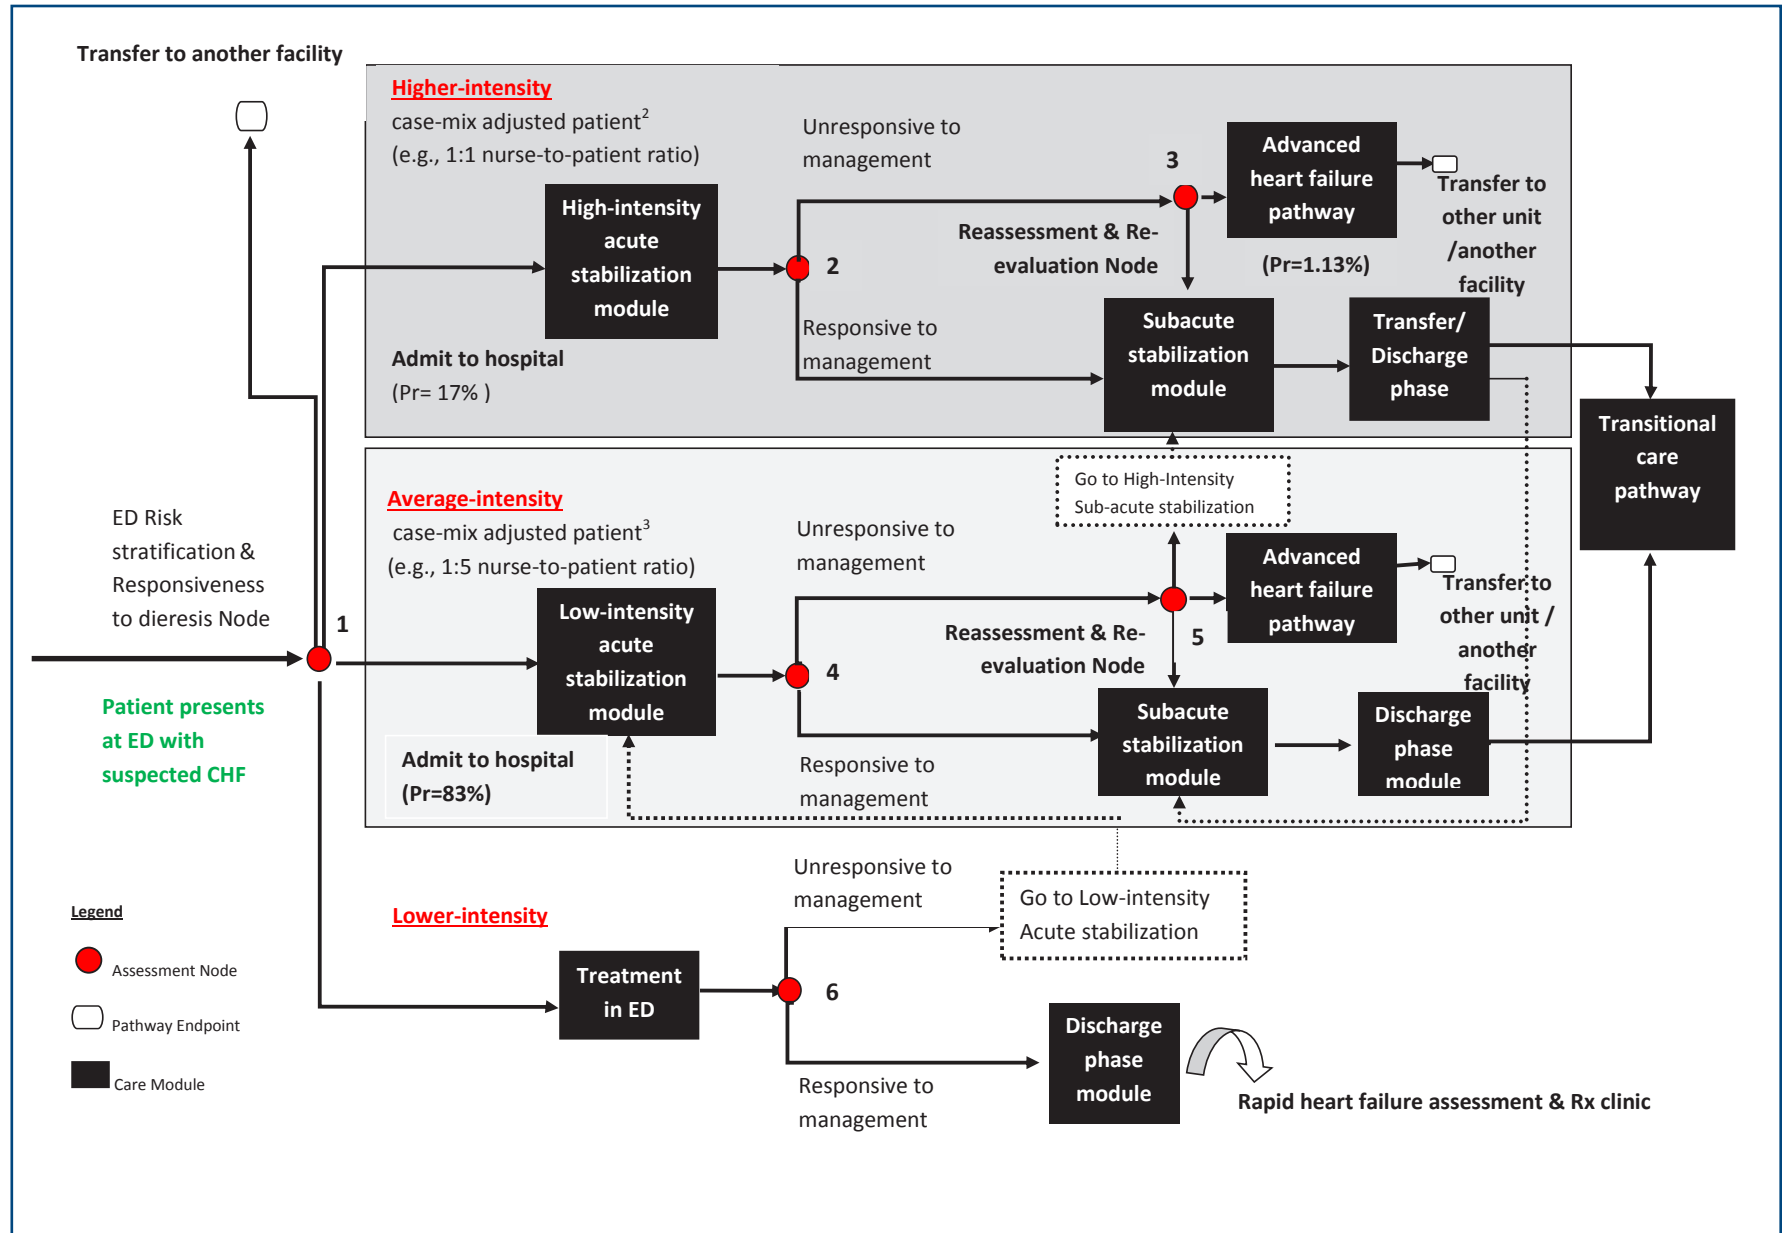 Transfer to another facility
Higher-intensity
case-mix adjusted patient2
(e.g., 1:1 nurse-to-patient ratio)
High-intensity
acute
stabilization
module
Admit to hospital
(Pr= 17% )
Unresponsive to
management
2
Responsive to
management
3
Reassessment & Re-
evaluation Node
Advanced
heart failure
pathway
(Pr=1.13%)
Transfer to
other unit
/another
facility
Subacute
stabilization
module
Transfer/
Discharge
phase
Transitional
care
pathway
Average-intensity
case-mix adjusted patient3
(e.g., 1:5 nurse-to-patient ratio)
Low-intensity
acute
stabilization
module
Admit to hospital
(Pr=83%)
Unresponsive to
management
4
Responsive to
management
Go to High-Intensity
Sub-acute stabilization
Reassessment & Re-
evaluation Node
5
Advanced
heart failure
pathway
Transfer to
other unit /
another
facility
Subacute
stabilization
module
Discharge
phase
module
ED Risk
stratification &
Responsiveness
to dieresis Node
1
Patient presents
at ED with
suspected CHF
Lower-intensity
Treatment
in ED
Unresponsive to
management
6
Responsive to
management
Go to Low-intensity
Acute stabilization
Discharge
phase
module
Rapid heart failure assessment & Rx clinic
Legend
Assessment Node
Pathway Endpoint
Care Module